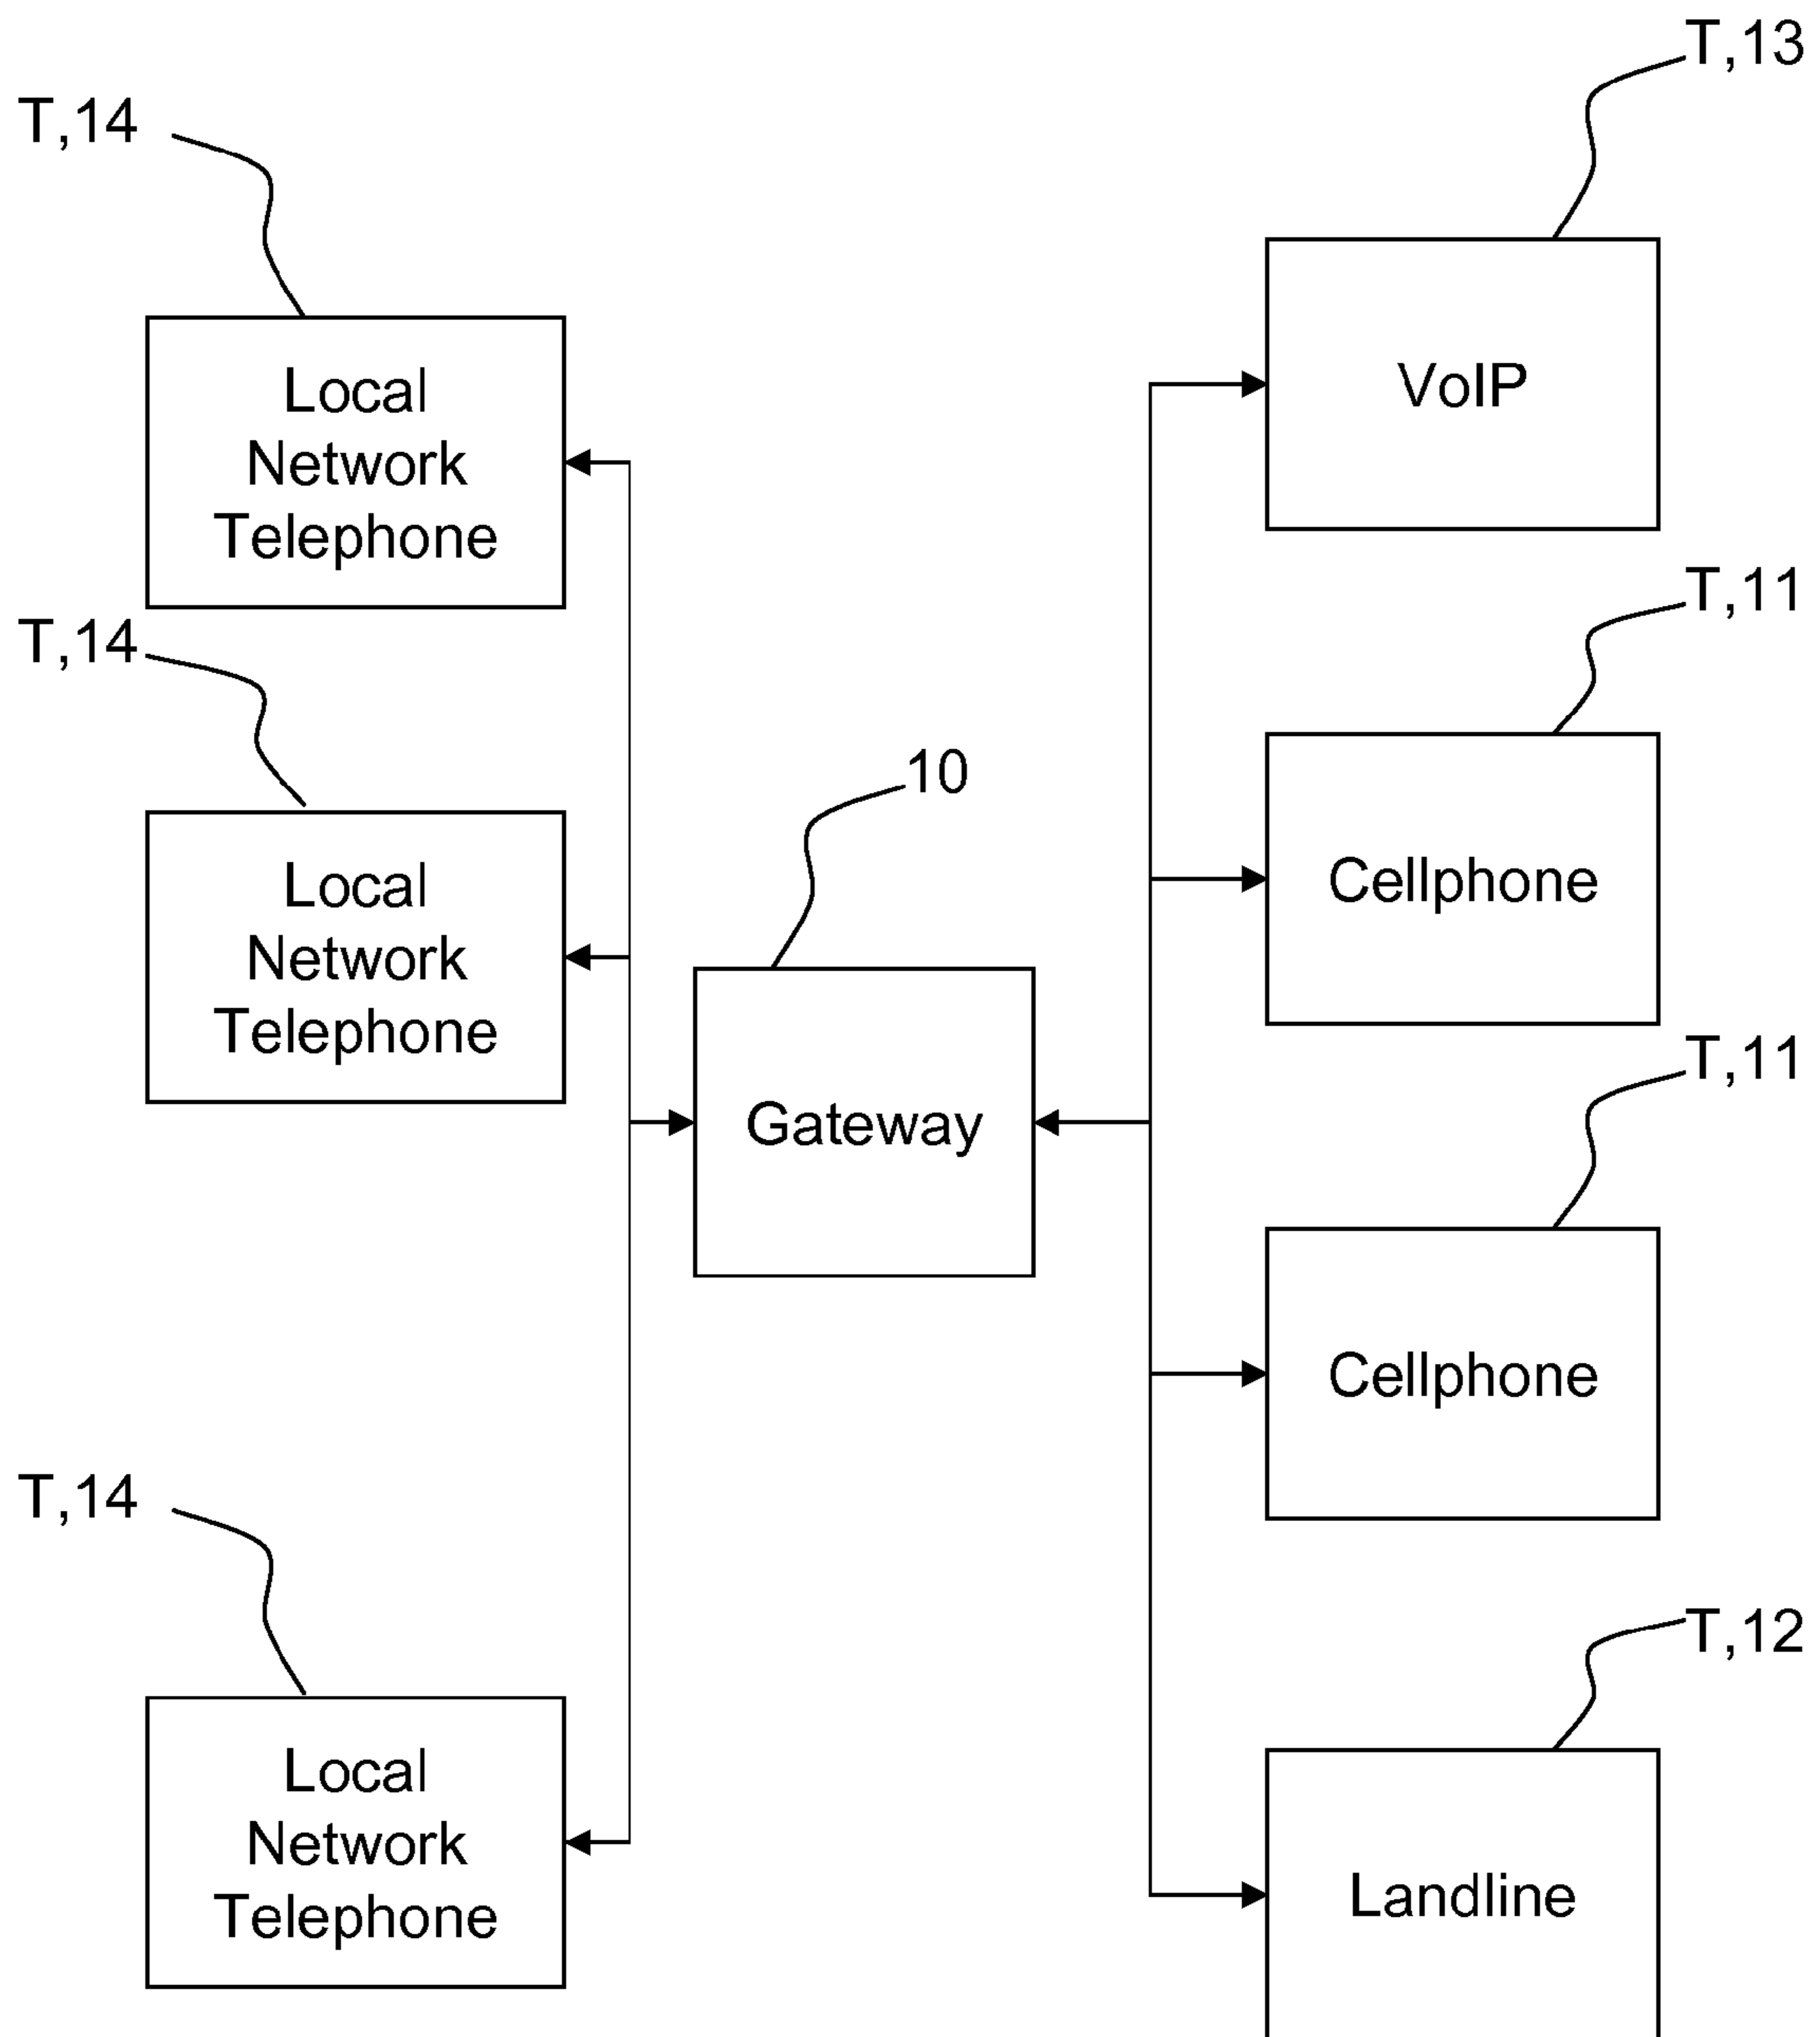 T,13
T,14
VoIP
Local
Network
Telephone
T,11
T,14
10
Cellphone
Local
Network
Telephone
T,11
Gateway
Cellphone
T,14
T,12
Local
Network
Telephone
Landline